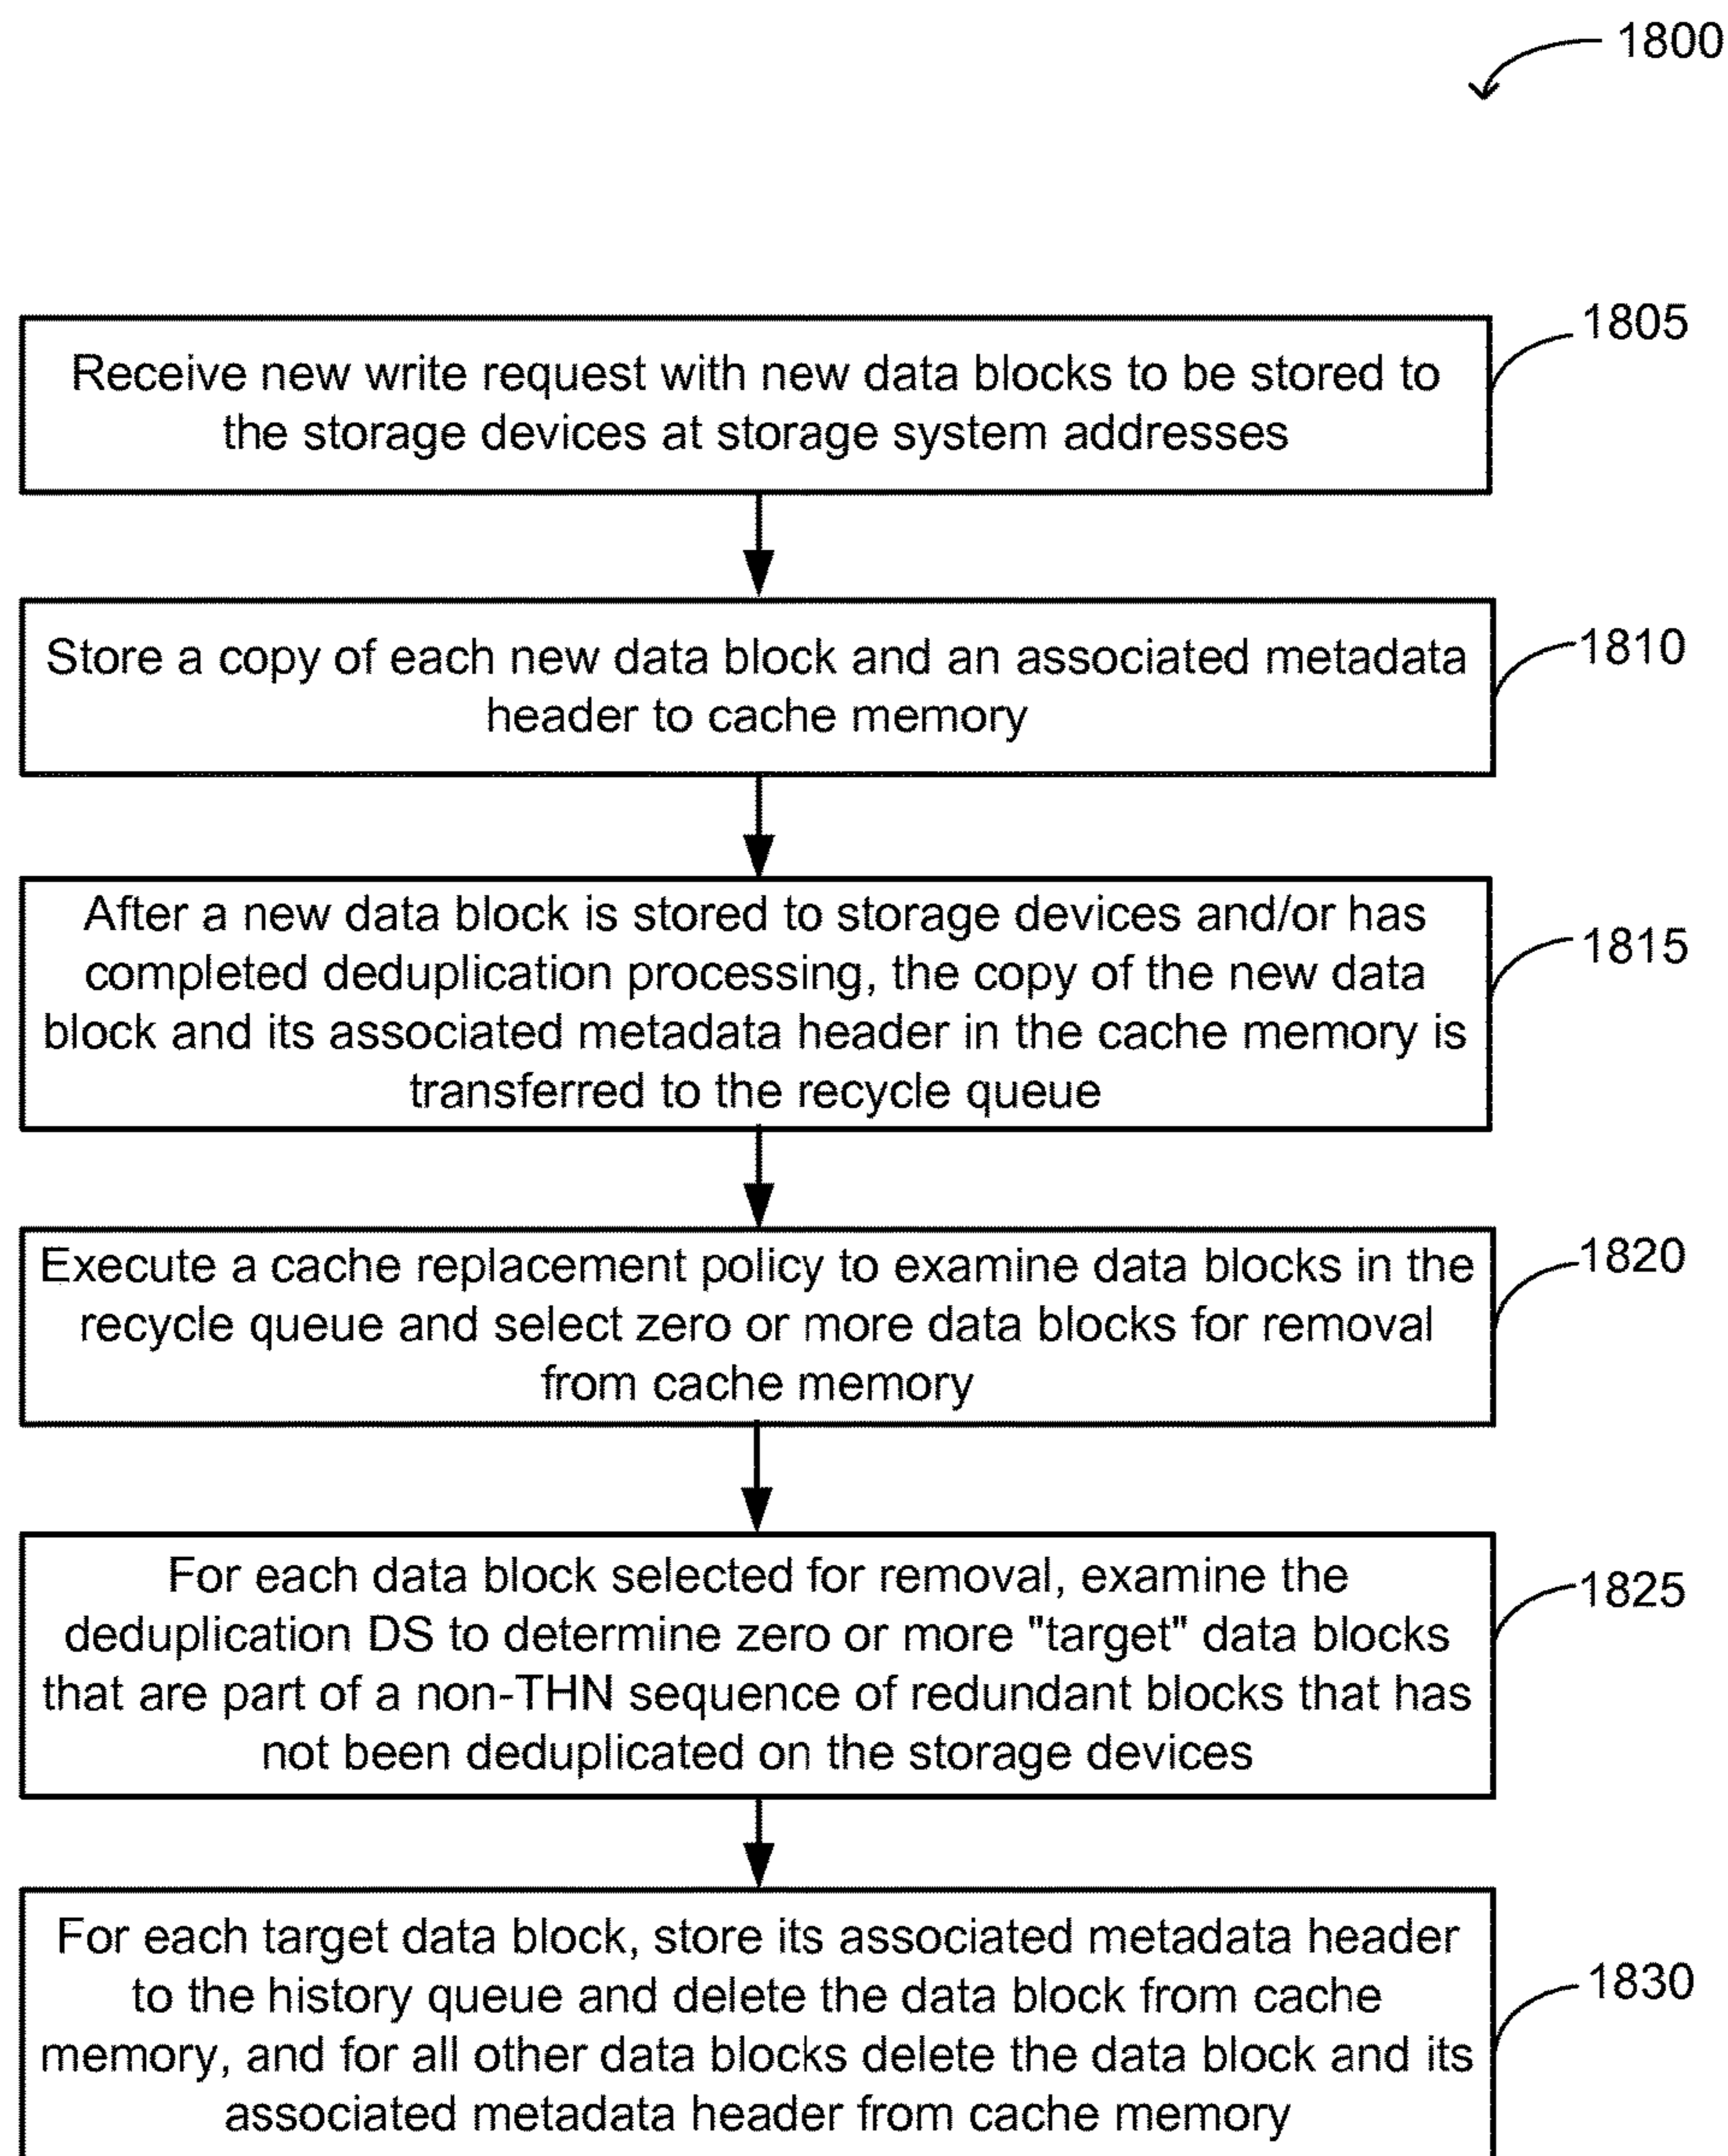 1800
1805
Receive new write request with new data blocks to be stored to
the storage devices at storage system addresses
1810
Store a copy of each new data block and an associated metadata
header to cache memory
1815
After a new data block is stored to storage devices and/or has
completed deduplication processing, the copy of the new data
block and its associated metadata header in the cache memory is
transferred to the recycle queue
1820
Execute a cache replacement policy to examine data blocks in the
recycle queue and select zero or more data blocks for removal
from cache memory
1825
For each data block selected for removal, examine the
deduplication DS to determine zero or more "target" data blocks
that are part of a non-THN sequence of redundant blocks that has
not been deduplicated on the storage devices
1830
For each target data block, store its associated metadata header
to the history queue and delete the data block from cache
memory, and for all other data blocks delete the data block and its
associated metadata header from cache memory